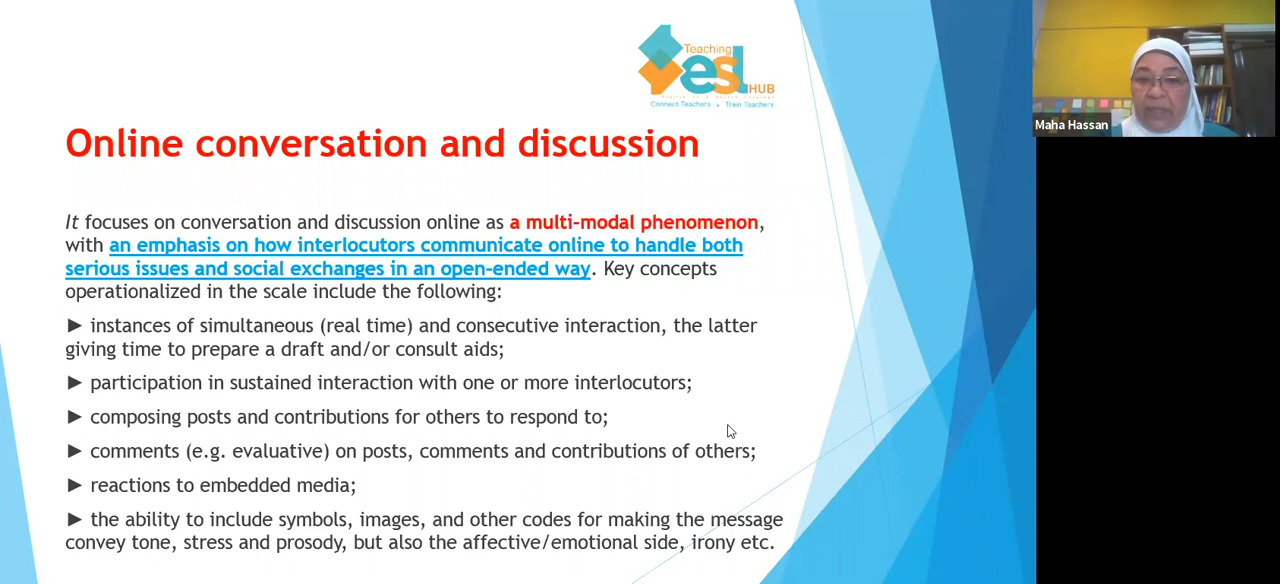 Teaching
esl
HUB
English as a Second Language
Connect Teachers • Train Teachers
Maha Hassan
Online conversation and discussion
It focuses on conversation and discussion online as a multi-modal phenomenon,
with an emphasis on how interlocutors communicate online to handle both
serious issues and social exchanges in an open-ended way. Key concepts
operationalized in the scale include the following:
► instances of simultaneous (real time) and consecutive interaction, the latter
giving time to prepare a draft and/or consult aids;
► participation in sustained interaction with one or more interlocutors;
► composing posts and contributions for others to respond to;
► comments (e.g. evaluative) on posts, comments and contributions of others;
► reactions to embedded media;
► the ability to include symbols, images, and other codes for making the message
convey tone, stress and prosody, but also the affective/emotional side, irony etc.